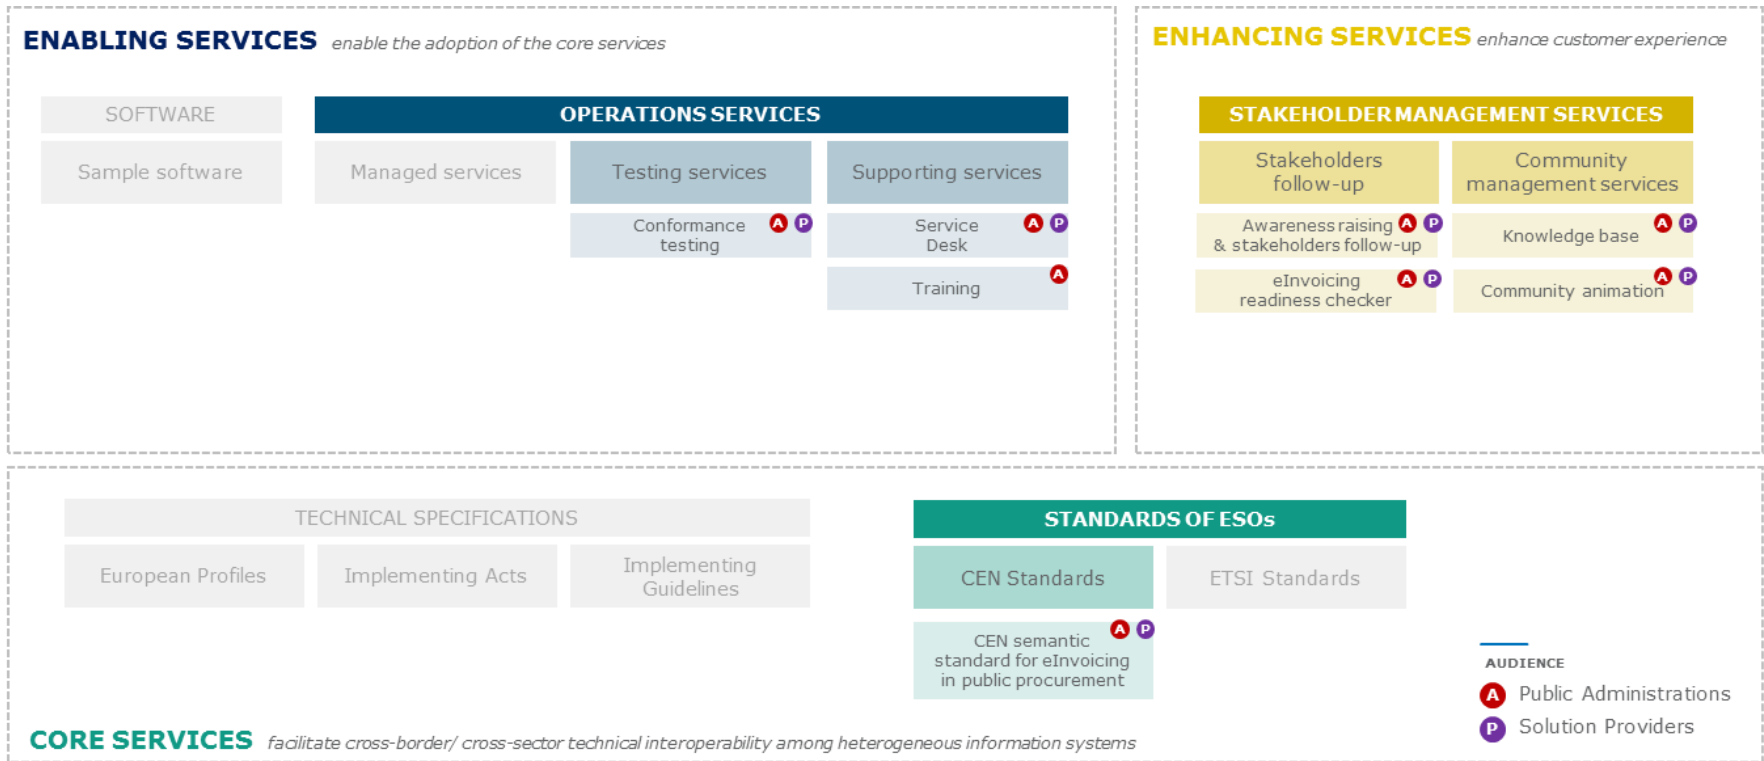 ENABLING SERVICES enable the adoption of the core services
SOFTWARE
Sample software
OPERATIONS SERVICES
Managed services
Testing services
Conformance
testing
A P
Supporting services
Service
Desk
A P
Training
A
ENHANCING SERVICES enhance customer experience
STAKEHOLDER MANAGEMENT SERVICES
Stakeholders
follow-up
Awareness raising
& stakeholders follow-up
A P
eInvoicing
readiness checker
A P
Community
management services
Knowledge base
A P
Community animation
A P
TECHNICAL SPECIFICATIONS
European Profiles
Implementing Acts
Implementing
Guidelines
STANDARDS OF ESOs
CEN Standards
CEN semantic
standard for eInvoicing
in public procurement
A P
ETSI Standards
AUDIENCE
A Public Administrations
P Solution Providers
CORE SERVICES facilitate cross-border/ cross-sector technical interoperability among heterogeneous information systems